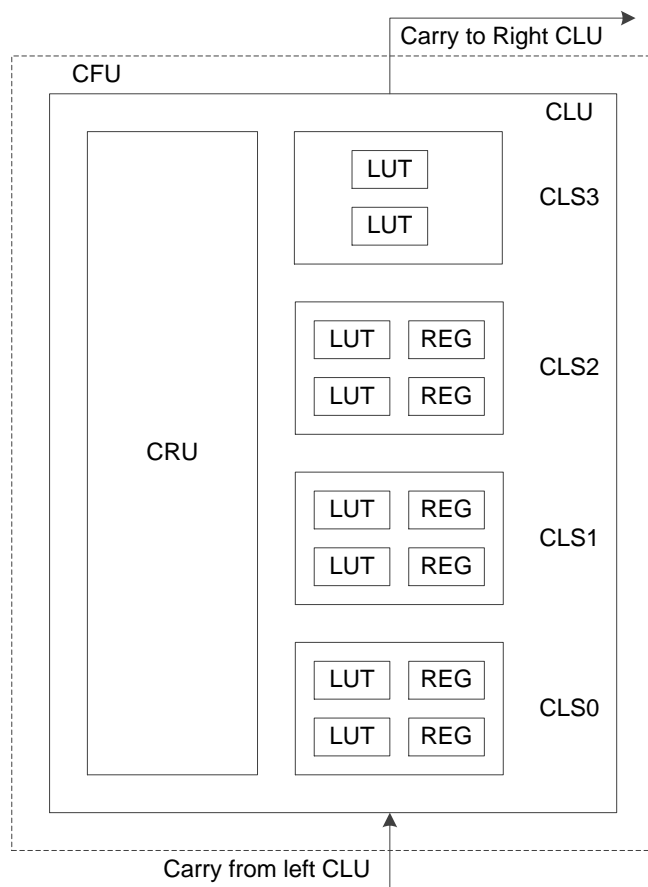 Carry to Right CLU
CFU
CLU
LUT
CLS3
LUT
LUT REG
CLS2
LUT REG
CRU
LUT REG
CLS1
LUT REG
LUT REG
CLS0
LUT REG
Carry from left CLU